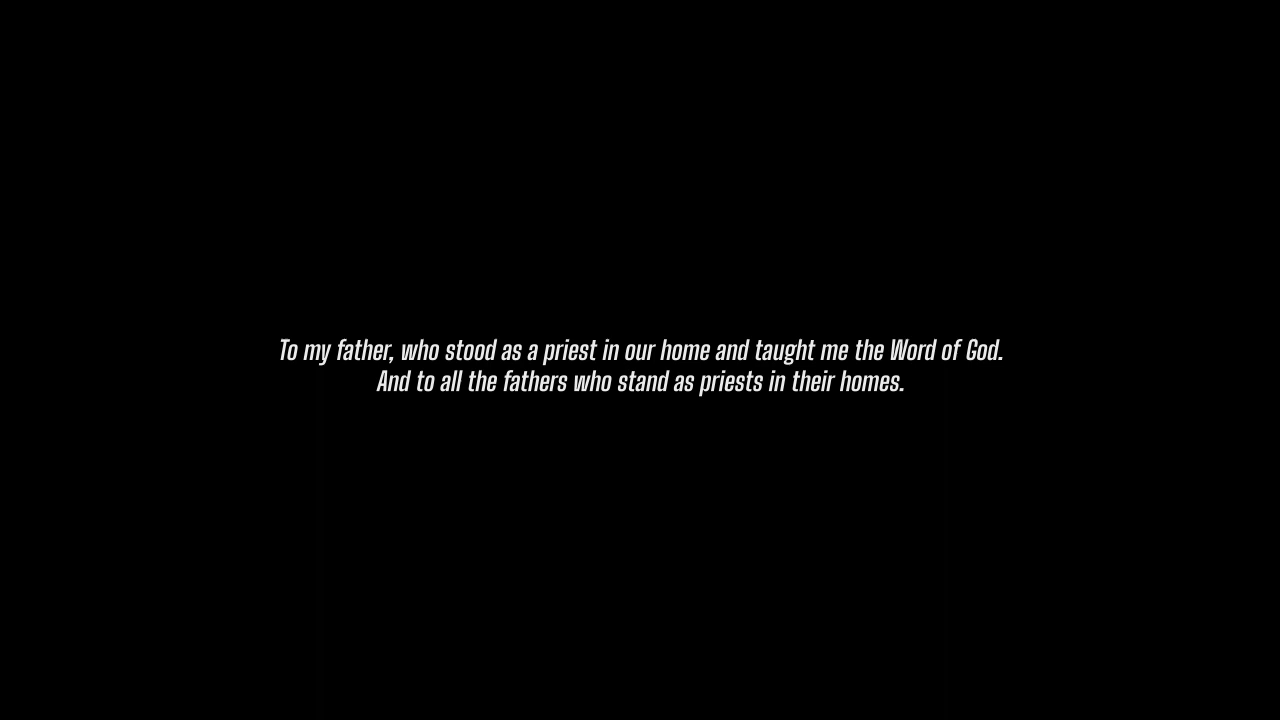 To my father, who stood as a priest in our home and taught me the Word of God.
And to all the fathers who stand as priests in their homes.